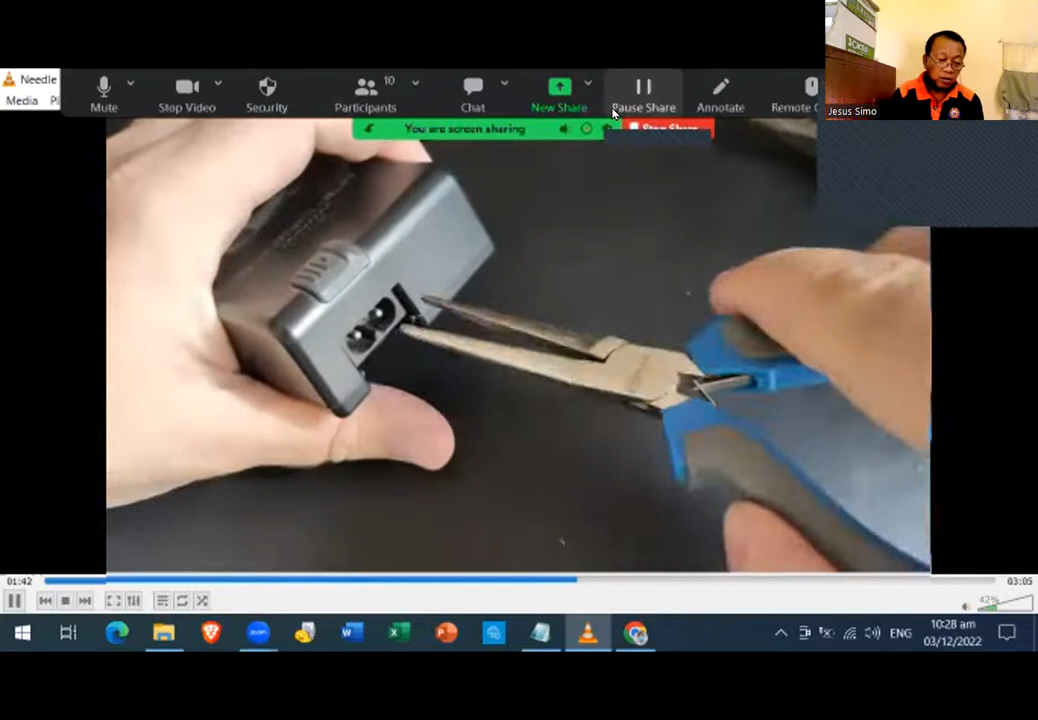 Needle
Media
Mute
Stop Video
Security
10
Participants
Chat
New Share
Pause Share
Annotate
Remote
You are screen sharing
Stop Share
Jesus Simo
01:42
03:05
42%
ENG
10:28 am
03/12/2022